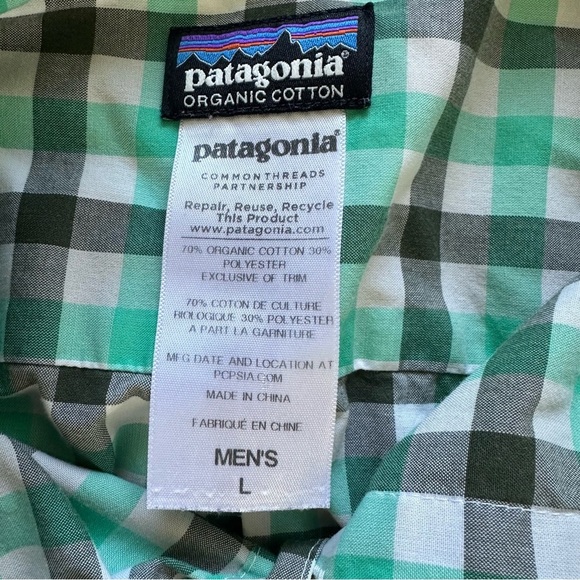 patagonia®
ORGANIC COTTON
patagonia®
COMMONTHREADS
PARTNERSHIP
Repair, Reuse, Recycle
This Product
www.patagonia.com
70% ORGANIC COTTON 30%
POLYESTER
EXCLUSIVE OF TRIM
70% COTON DE CULTURE
BIOLOGIQUE 30% POLYESTER
A PART LA GARNITURE
MFG DATE AND LOCATION AT
PCPSIA.COM
MADE IN CHINA
FABRIQUÉ EN CHINE
MEN'S
L